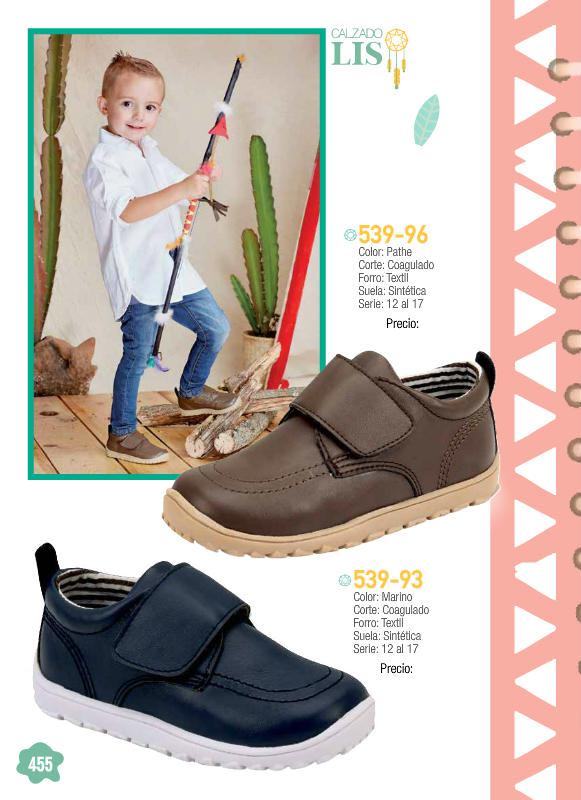 CALZADO
LIS
539-96
Color: Pathe
Corte: Coagulado
Forro: Textil
Suela: Sintética
Serie: 12 al 17
Precio:
539-93
Color: Marino
Corte: Coagulado
Forro: Textil
Suela: Sintética
Serie: 12 al 17
Precio:
455